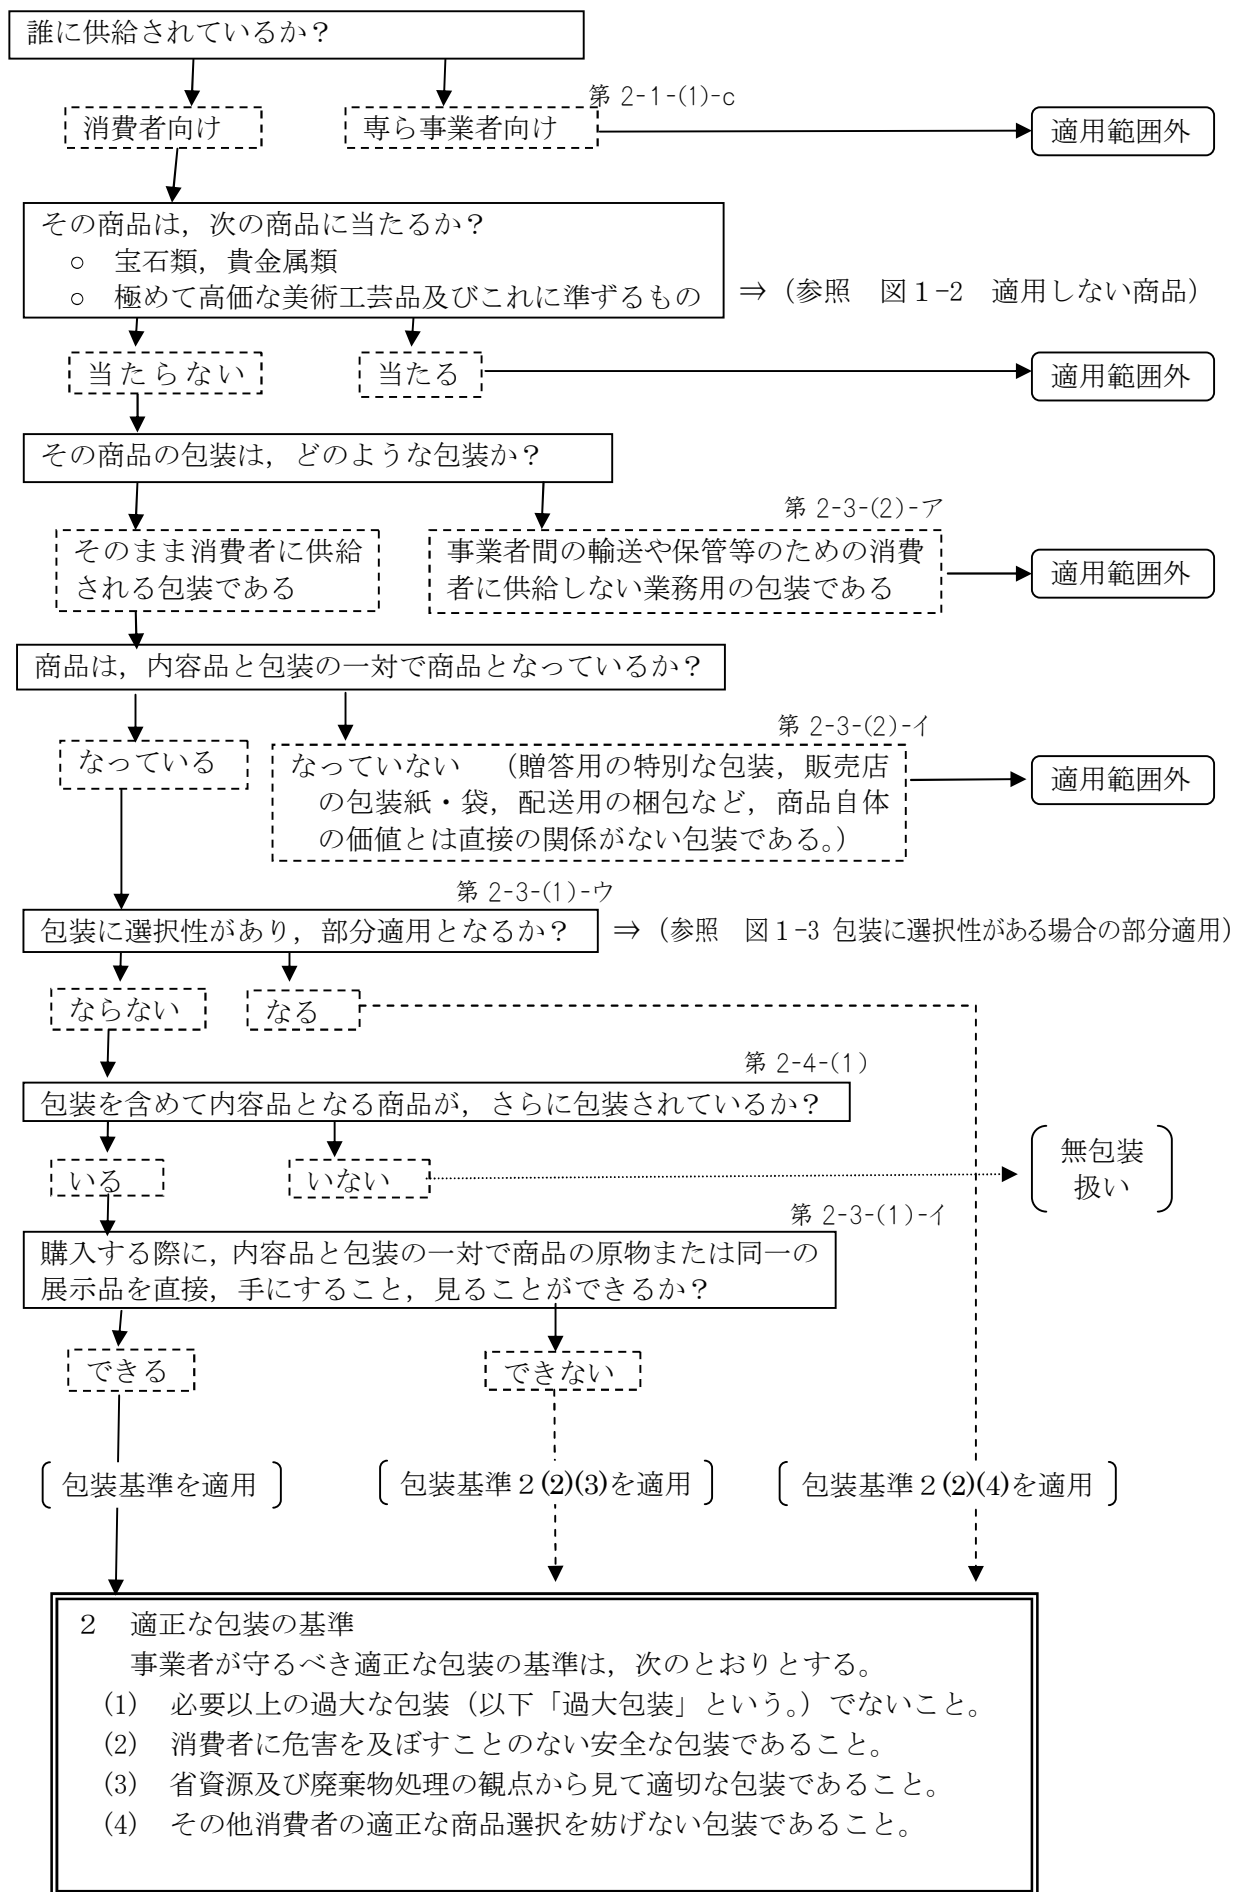 誰に供給されているか？
第 2-1-(1)-c
消費者向け
専ら事業者向け
適用範囲外
その商品は，次の商品に当たるか？
○ 宝石類，貴金属類
○ 極めて高価な美術工芸品及びこれに準ずるもの
⇒（参照 図１-2 適用しない商品）
当たらない
当たる
適用範囲外
その商品の包装は，どのような包装か？
第 2-3-(2)-ア
そのまま消費者に供給
される包装である
事業者間の輸送や保管等のための消費
者に供給しない業務用の包装である
適用範囲外
商品は，内容品と包装の一対で商品となっているか？
第 2-3-(2)-イ
なっている
なっていない （贈答用の特別な包装，販売店
の包装紙・袋，配送用の梱包など，商品自体
の価値とは直接の関係がない包装である。）
適用範囲外
第 2-3-(1)-ウ
包装に選択性があり，部分適用となるか？
⇒（参照 図１-3 包装に選択性がある場合の部分適用）
ならない
なる
第 2-4-(1)
包装を含めて内容品となる商品が，さらに包装されているか？
いる
いない
無包装
扱い
第 2-3-(1)-イ
購入する際に，内容品と包装の一対で商品の原物または同一の
展示品を直接，手にすること，見ることができるか？
できる
できない
包装基準を適用
包装基準２(2)(3)を適用
包装基準２(2)(4)を適用
２ 適正な包装の基準
事業者が守るべき適正な包装の基準は，次のとおりとする。
(1) 必要以上の過大な包装（以下「過大包装」という。）でないこと。
(2) 消費者に危害を及ぼすことのない安全な包装であること。
(3) 省資源及び廃棄物処理の観点から見て適切な包装であること。
(4) その他消費者の適正な商品選択を妨げない包装であること。